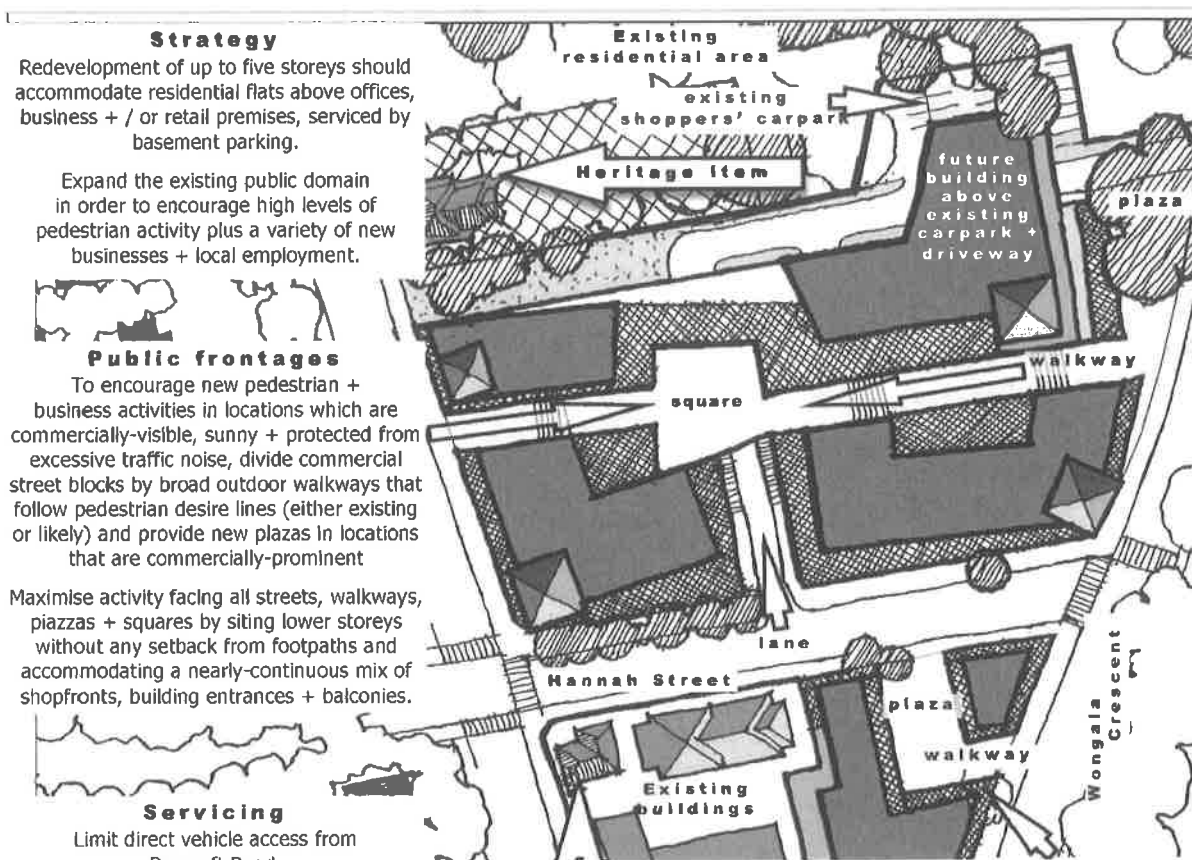 Strategy
Redevelopment of up to five storeys should
accommodate residential flats above offices,
business + / or retail premises, serviced by
basement parking.
Expand the existing public domain
in order to encourage high levels of
pedestrian activity plus a variety of new
businesses + local employment.
Public frontages
To encourage new pedestrian +
business activities in locations which are
commercially-visible, sunny + protected from
excessive traffic noise, divide commercial
street blocks by broad outdoor walkways that
follow pedestrian desire lines (either existing
or likely) and provide new plazas in locations
that are commercially-prominent
Maximise activity facing all streets, walkways,
piazzas + squares by siting lower storeys
without any setback from footpaths and
accommodating a nearly-continuous mix of
shopfronts, building entrances + balconies.
Servicing
Limit direct vehicle access from
Existing
residential area
existing
shoppers' carpark
Heritage item
future
building
above
existing
carpark +
driveway
plaza
walkway
square
lane
Hannah Street
plaza
walkway
Existing
buildings
Wongala
Crescent